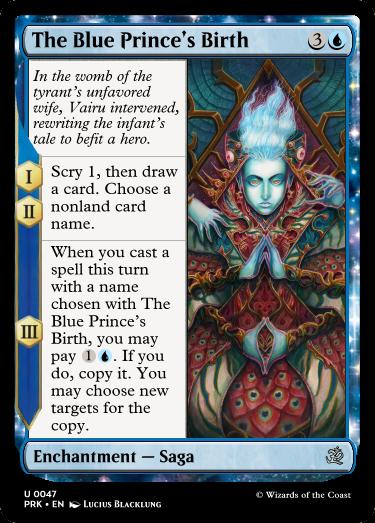 The Blue Prince's Birth 3
In the womb of the
tyrant's unfavored
wife, Vairu intervened,
rewriting the infant's
tale to befit a hero.
I
II
Scry 1, then draw
a card. Choose a
nonland card
name.
III
When you cast a
spell this turn
with a name
chosen with The
Blue Prince's
Birth, you may
pay 1 . If you
do, copy it. You
may choose new
targets for the
copy.
Enchantment — Saga
U 0047
PRK • EN Lucius Blacklung
© Wizards of the Coast